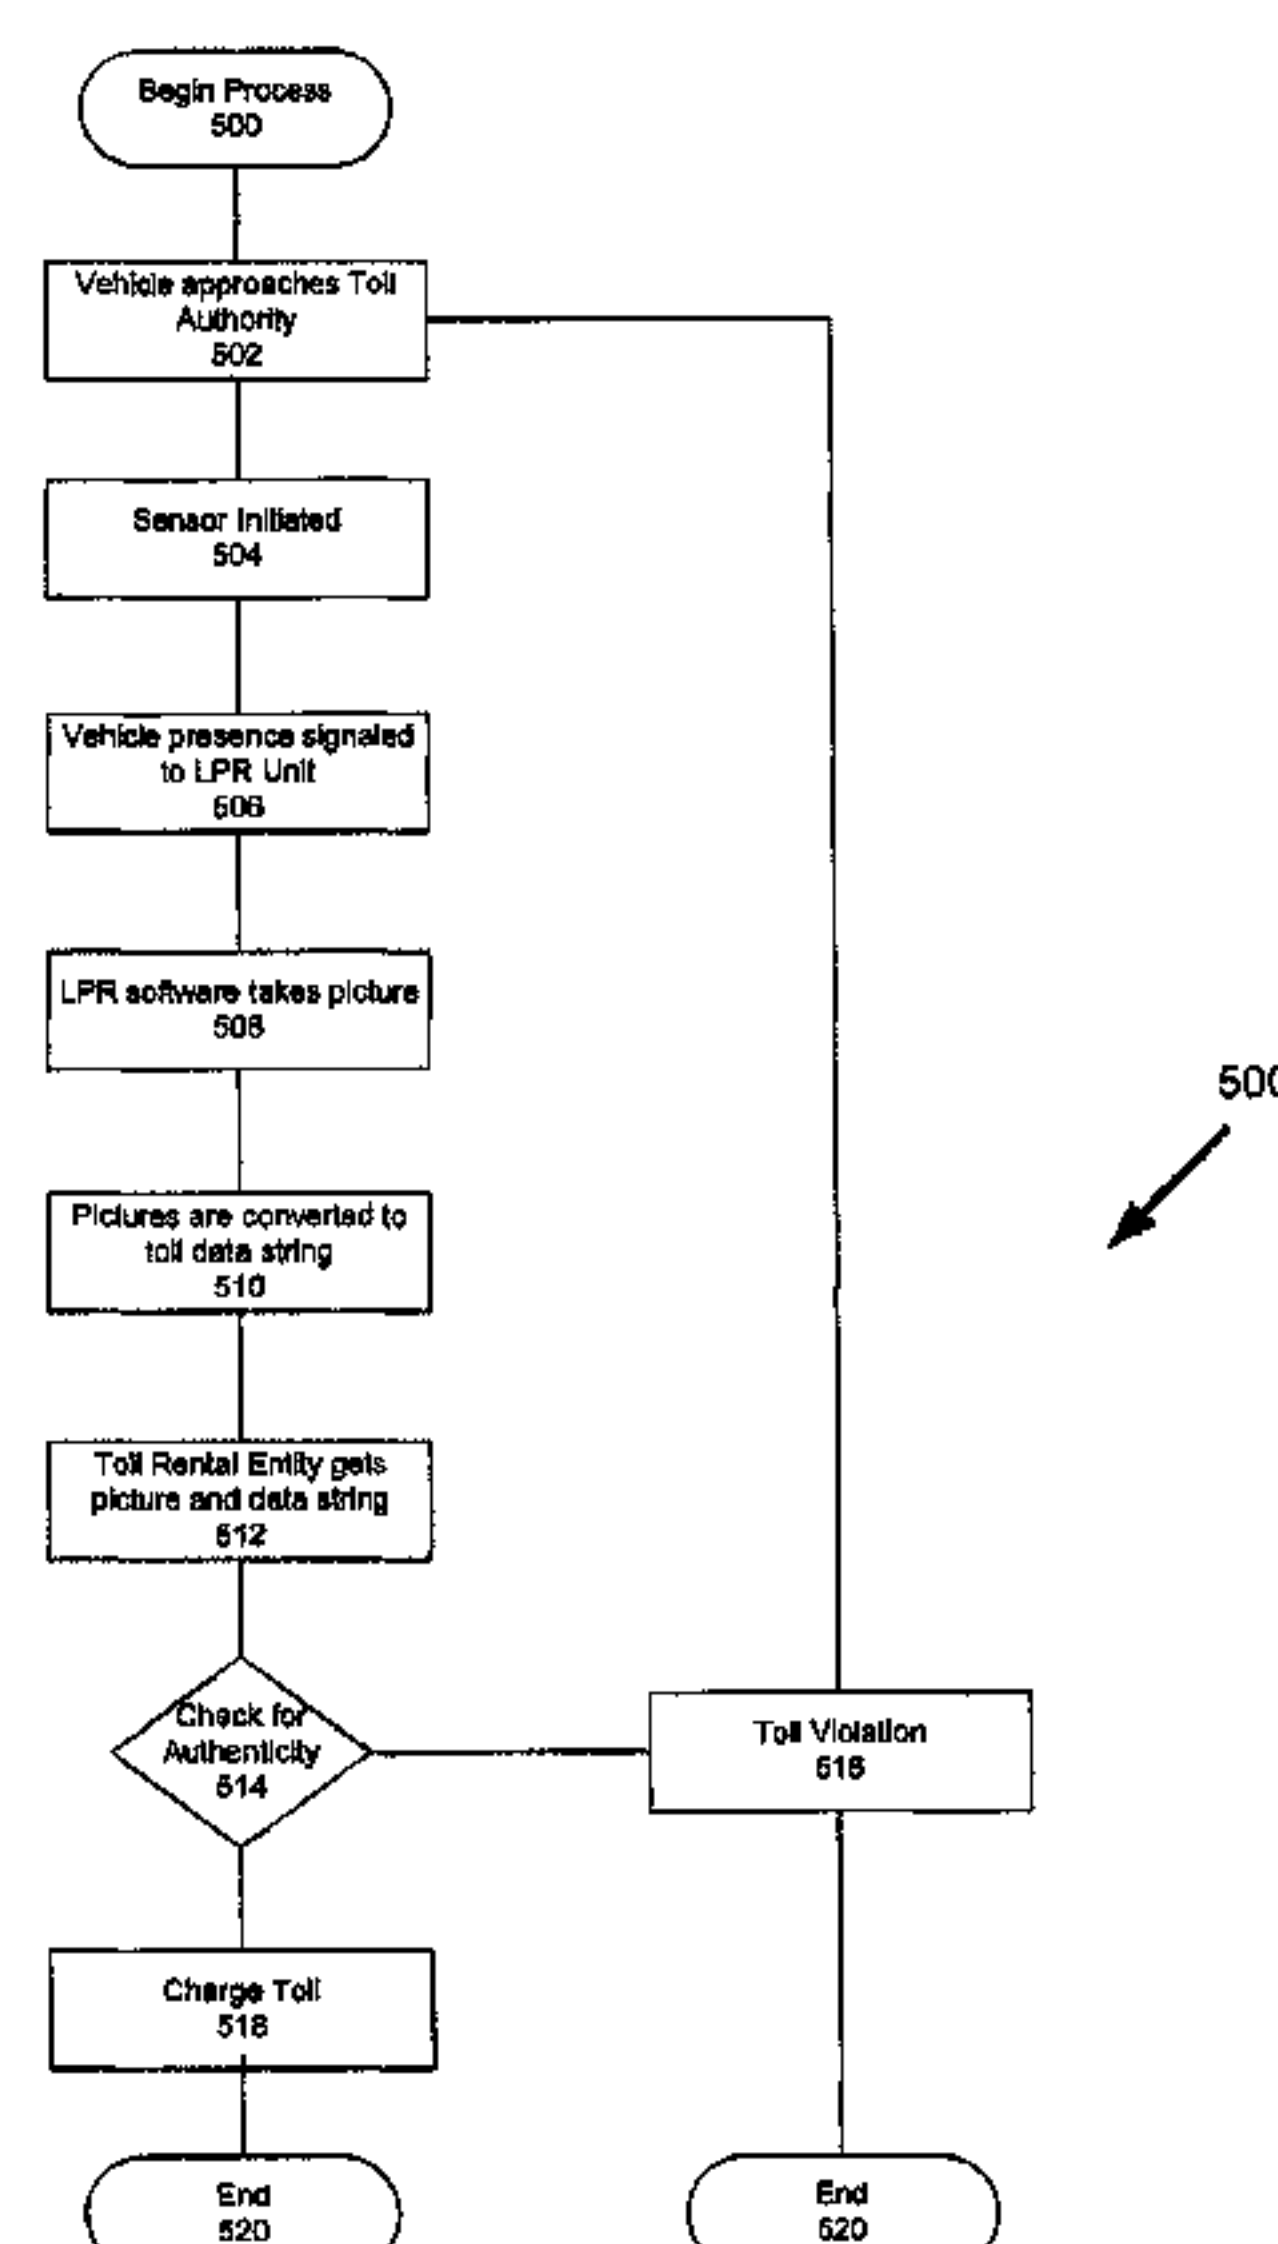 Begin Process
500
Vehicle approaches Toll
Authority
502
Sensor Initiated
504
Vehicle presence signaled
to LPR Unit
506
LPR software takes picture
508
500
Pictures are converted to
toll data string
510
Toll Rental Entity gets
picture and data string
512
Check for
Authenticity
514
Toll Violation
516
Charge Toll
518
End
520
End
520